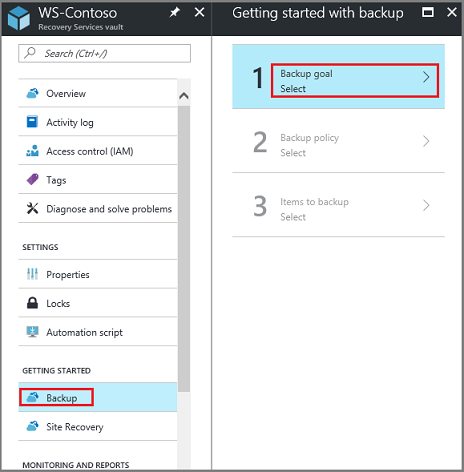 WS-Contoso
Recovery Services vault
Search (Ctrl+/)
Overview
Activity log
Access control (IAM)
Tags
Diagnose and solve problems
SETTINGS
Properties
Locks
Automation script
GETTING STARTED
Backup
Site Recovery
MONITORING AND REPORTS
Getting started with backup
1
Backup goal
Select
2
Backup policy
Select
3
Items to backup
Select